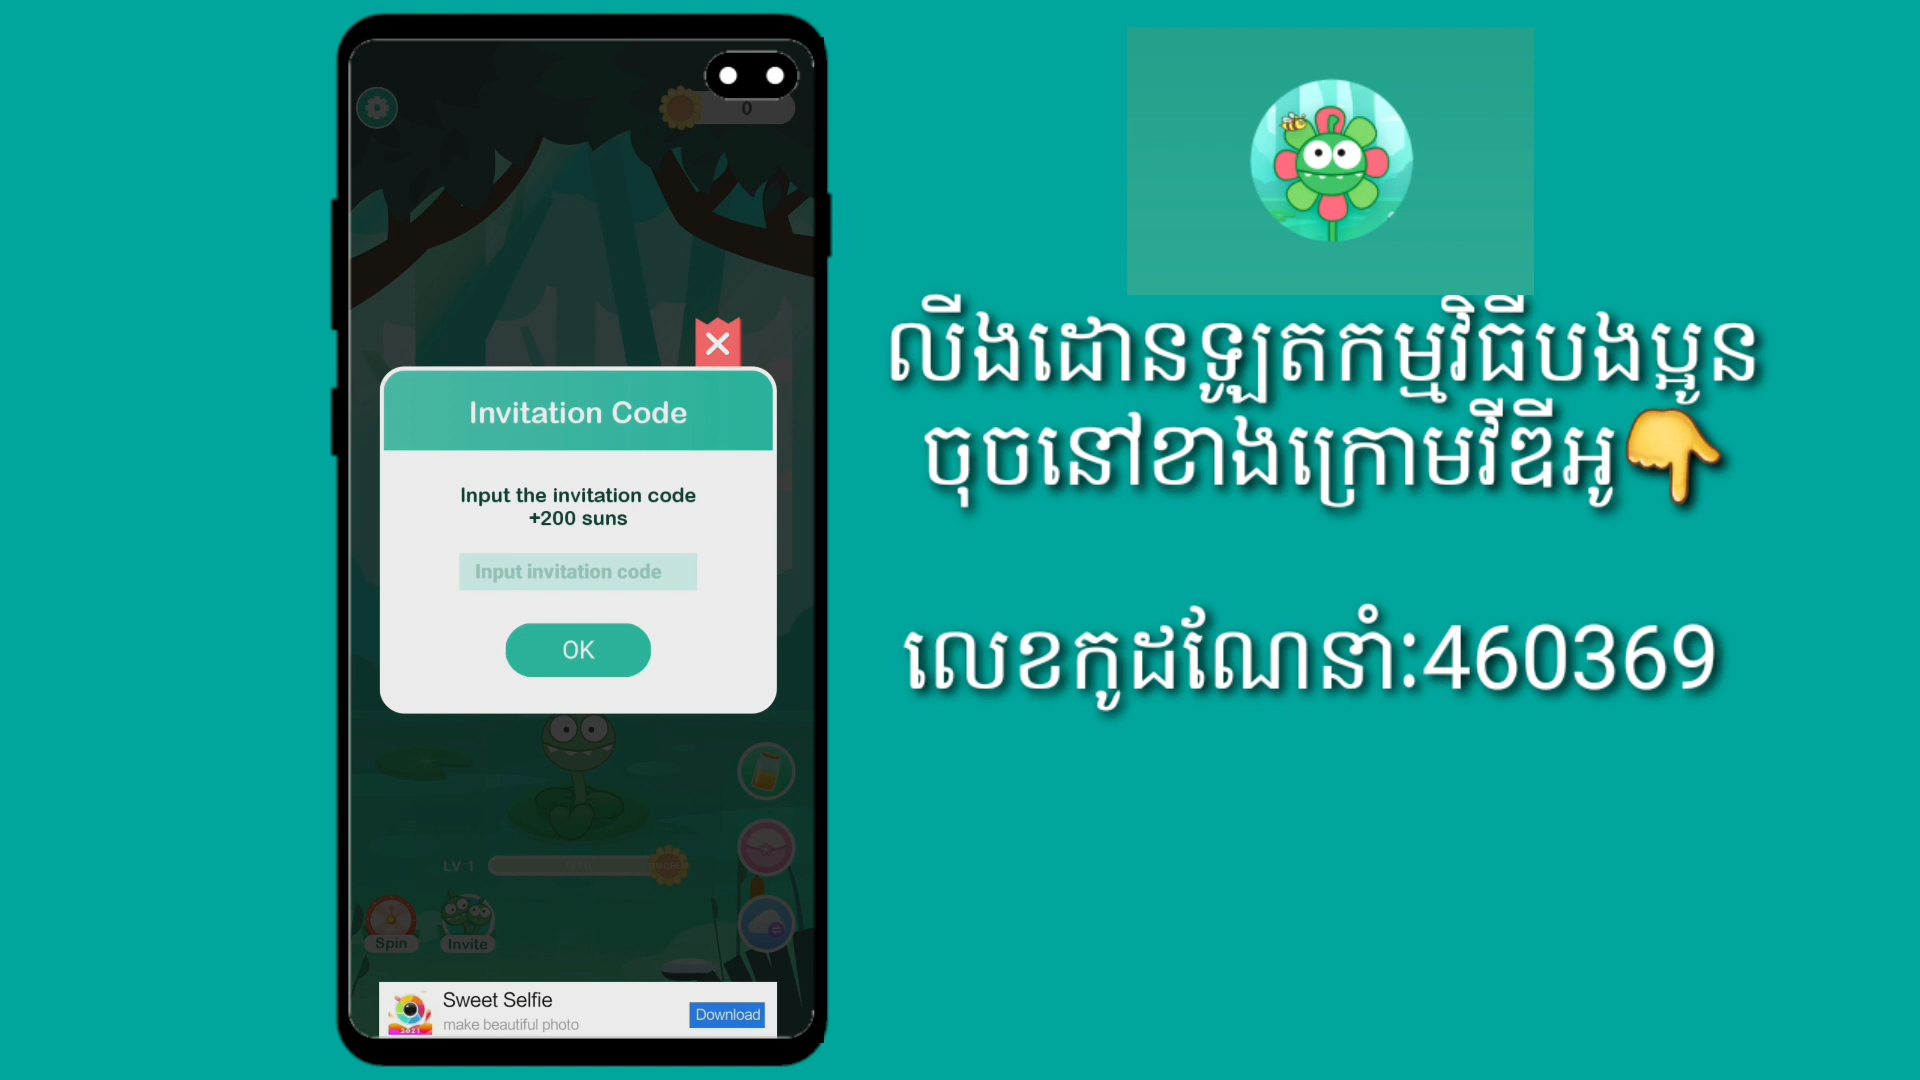 0
Invitation Code
Input the invitation code
+200 suns
Input invitation code
OK
LV 1
Spin
Invite
Sweet Selfie
make beautiful photo
Download
2021
លីងដោនឡូតកម្មវិធីបងប្អូន
ចុចនៅខាងក្រោមវីឌីអូ👇
លេខកូដណែនាំ:460369